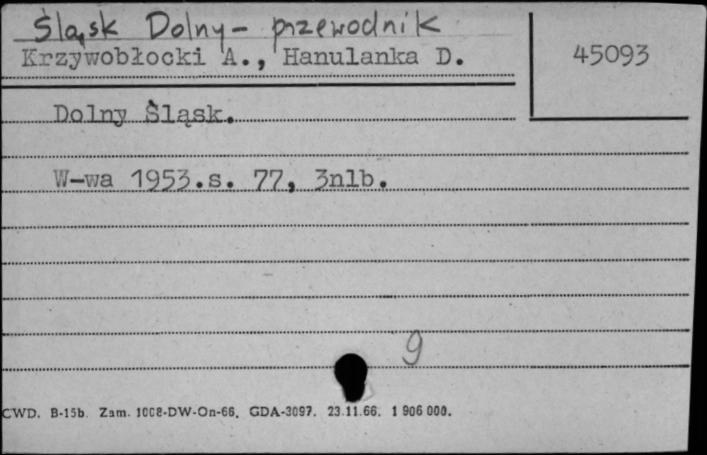 Śląsk Dolny - przewodnik
Krzywobłocki A., Hanulanka D.
45093
Dolny Śląsk.
W-wa 1953.s. 77, 3nlb.
9
CWD. B-15b. Zam. 1008-DW-On-66. GDA-3097. 23.11.66. 1 906 000.